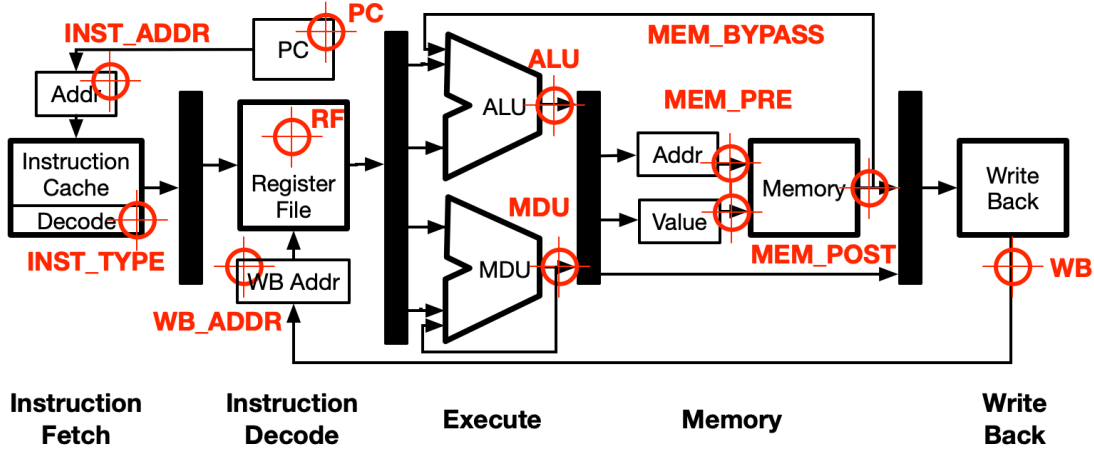 INST_ADDR
PC
PC
Addr
Instruction
Cache
Decode
INST_TYPE
RF
Register
File
WB Addr
WB_ADDR
ALU
ALU
MDU
MDU
MEM_BYPASS
MEM_PRE
Addr
Value
Memory
MEM_POST
Write
Back
WB
Instruction
Fetch
Instruction
Decode
Execute
Memory
Write
Back